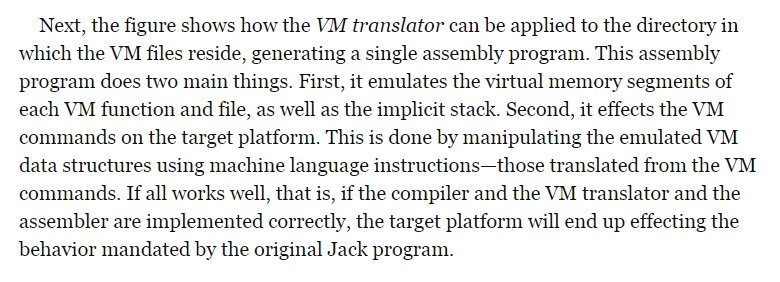 Next, the figure shows how the VM translator can be applied to the directory in
which the VM files reside, generating a single assembly program. This assembly
program does two main things. First, it emulates the virtual memory segments of
each VM function and file, as well as the implicit stack. Second, it effects the VM
commands on the target platform. This is done by manipulating the emulated VM
data structures using machine language instructions—those translated from the VM
commands. If all works well, that is, if the compiler and the VM translator and the
assembler are implemented correctly, the target platform will end up effecting the
behavior mandated by the original Jack program.